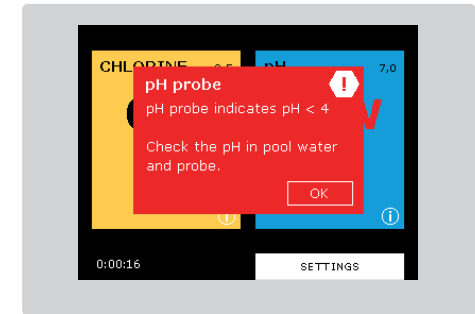 CHLORINE
pH 7,0
pH probe !
pH probe indicates pH < 4
Check the pH in pool water
and probe.
OK
i
0:00:16 SETTINGS